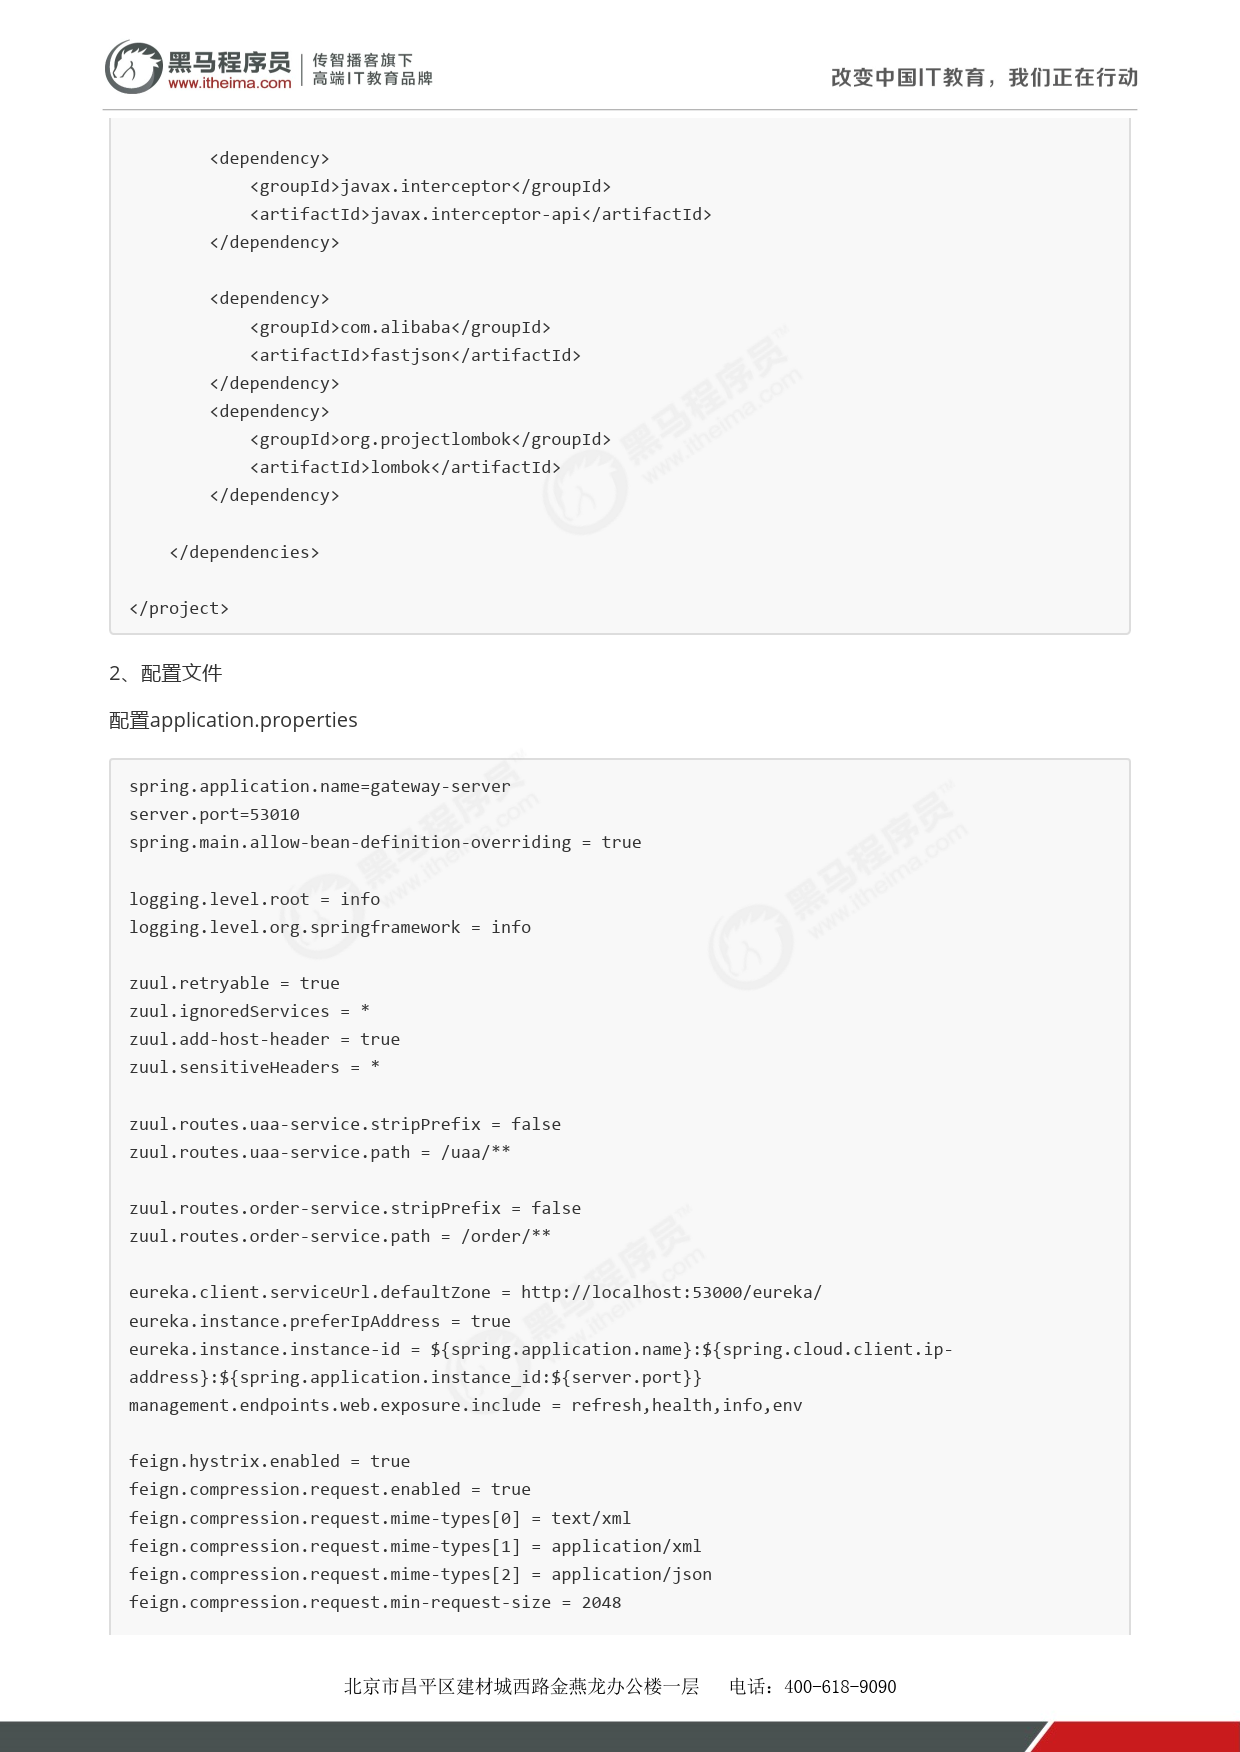 黑马程序员
www.itheima.com
传智播客旗下
高端IT教育品牌
改变中国IT教育，我们正在行动
<dependency>
<groupId>javax.interceptor</groupId>
<artifactId>javax.interceptor-api</artifactId>
</dependency>
<dependency>
<groupId>com.alibaba</groupId>
<artifactId>fastjson</artifactId>
</dependency>
<dependency>
<groupId>org.projectlombok</groupId>
<artifactId>lombok</artifactId>
</dependency>
</dependencies>
</project>
2、配置文件
配置application.properties
spring.application.name=gateway-server
server.port=53010
spring.main.allow-bean-definition-overriding = true
logging.level.root = info
logging.level.org.springframework = info
zuul.retryable = true
zuul.ignoredServices = *
zuul.add-host-header = true
zuul.sensitiveHeaders = *
zuul.routes.uaa-service.stripPrefix = false
zuul.routes.uaa-service.path = /uaa/**
zuul.routes.order-service.stripPrefix = false
zuul.routes.order-service.path = /order/**
eureka.client.serviceUrl.defaultZone = http://localhost:53000/eureka/
eureka.instance.preferIpAddress = true
eureka.instance.instance-id = ${spring.application.name}:${spring.cloud.client.ip-
address}:${spring.application.instance_id:${server.port}}
management.endpoints.web.exposure.include = refresh,health,info,env
feign.hystrix.enabled = true
feign.compression.request.enabled = true
feign.compression.request.mime-types[0] = text/xml
feign.compression.request.mime-types[1] = application/xml
feign.compression.request.mime-types[2] = application/json
feign.compression.request.min-request-size = 2048
北京市昌平区建材城西路金燕龙办公楼一层 电话：400-618-9090